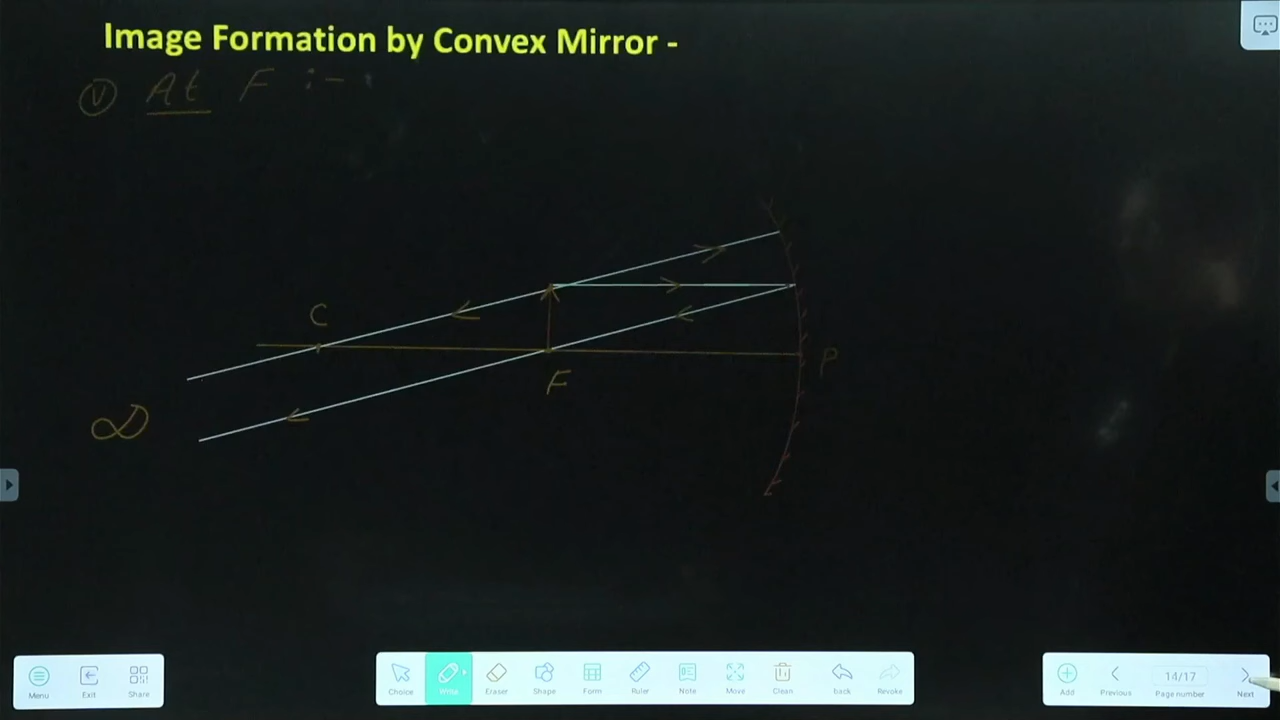 Image Formation by Convex Mirror -
(v) At F :-
C
F
P
∞
Menu
Exit
Share
Choice
Write
Eraser
Shape
Form
Ruler
Note
Move
Clean
back
Revoke
Add
Previous
14/17
Page number
Next